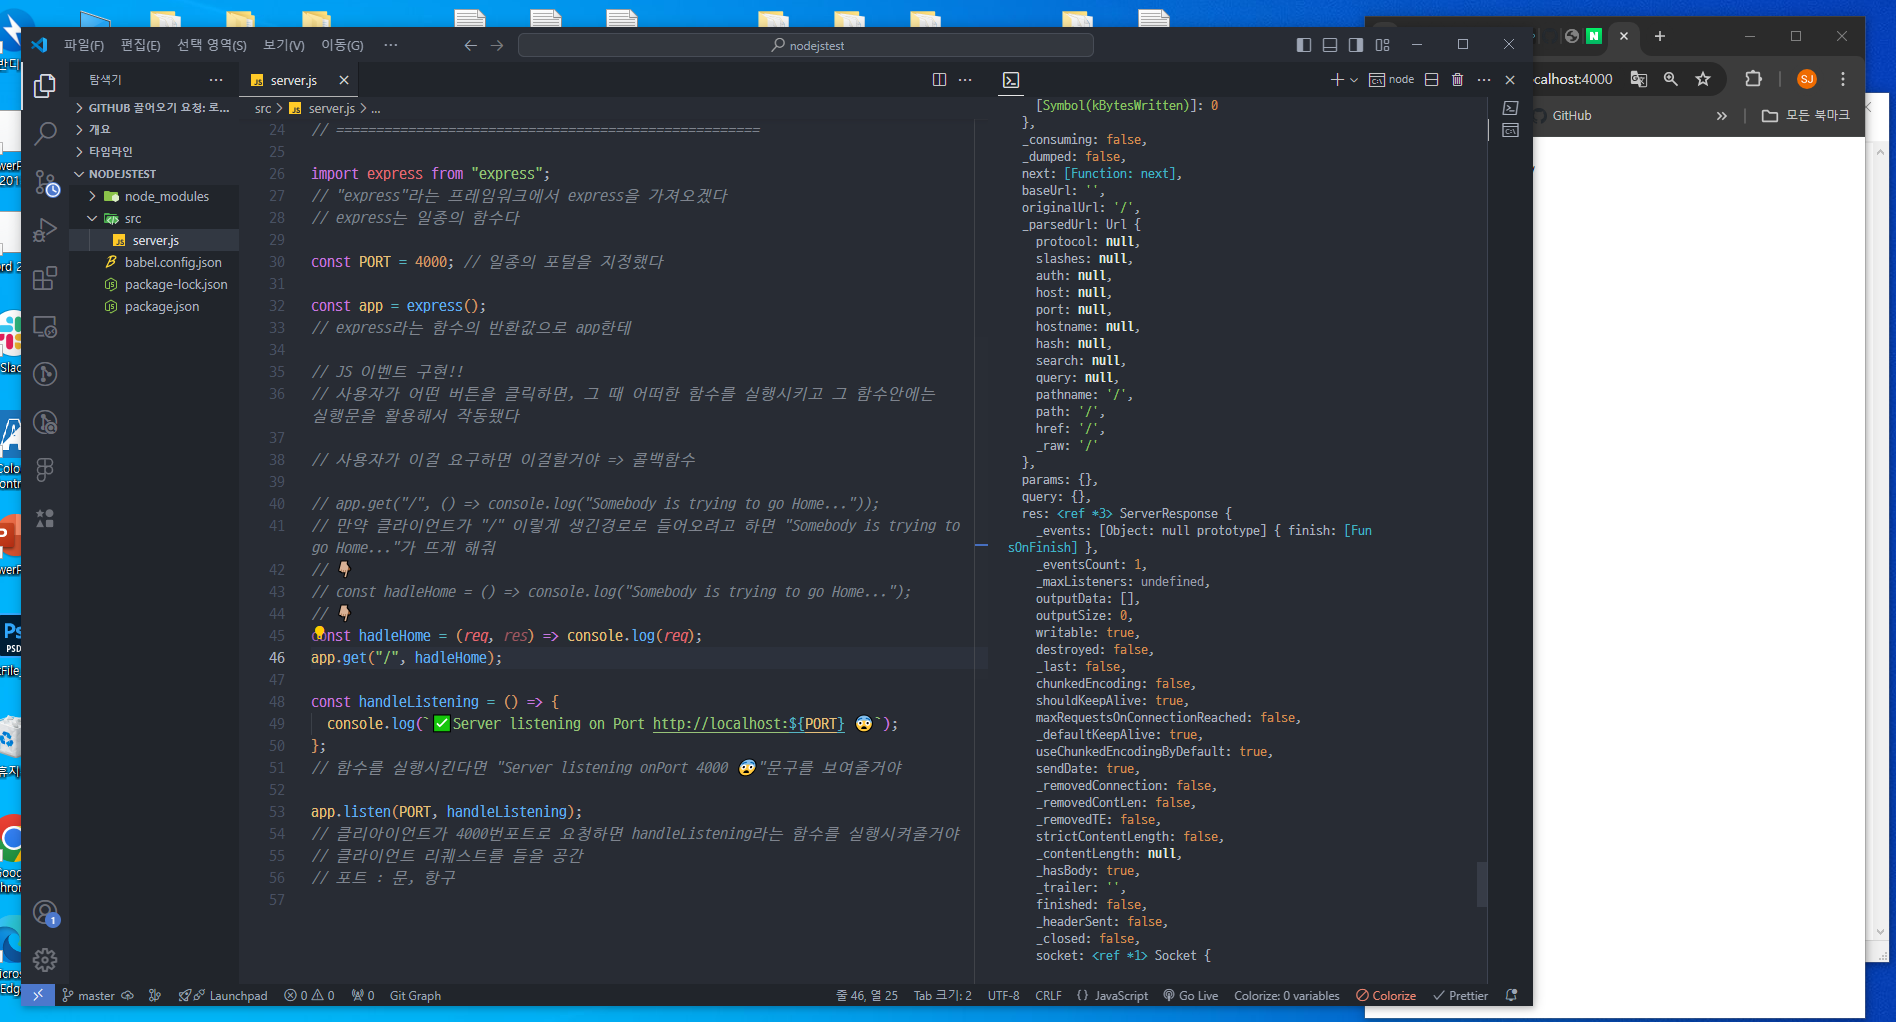 파일(F) 편집(E) 선택 영역(S) 보기(V) 이동(G) ···
nodejstest
탐색기 ···
GITHUB 끌어오기 요청: 로...
개요
타임라인
NODEJSTEST
node_modules
src
server.js
babel.config.json
package-lock.json
package.json
server.js
src > server.js > ...
24 // =====================================================
25
26 import express from "express";
27 // "express"라는 프레임워크에서 express을 가져오겠다
28 // express는 일종의 함수다
29
30 const PORT = 4000; // 일종의 포털을 지정했다
31
32 const app = express();
33 // express라는 함수의 반환값으로 app한테
34
35 // JS 이벤트 구현!!
36 // 사용자가 어떤 버튼을 클릭하면, 그 때 어떠한 함수를 실행시키고 그 함수안에는
실행문을 활용해서 작동됐다
37
38 // 사용자가 이걸 요구하면 이걸할거야 => 콜백함수
39
40 // app.get("/", () => console.log("Somebody is trying to go Home..."));
41 // 만약 클라이언트가 "/" 이렇게 생긴경로로 들어오려고 하면 "Somebody is trying to
go Home..."가 뜨게 해줘
42 // 👇🏼
43 // const hadleHome = () => console.log("Somebody is trying to go Home...");
44 // 👇🏼
45 const hadleHome = (req, res) => console.log(req);
46 app.get("/", hadleHome);
47
48 const handleListening = () => {
49 console.log(`✅Server listening on Port http://localhost:${PORT} 😨`);
50 };
51 // 함수를 실행시킨다면 "Server listening onPort 4000 😨"문구를 보여줄거야
52
53 app.listen(PORT, handleListening);
54 // 클리아이언트가 4000번포트로 요청하면 handleListening라는 함수를 실행시켜줄거야
55 // 클라이언트 리퀘스트를 들을 공간
56 // 포트 : 문, 항구
57
node
[Symbol(kBytesWritten)]: 0
},
_consuming: false,
_dumped: false,
next: [Function: next],
baseUrl: '',
originalUrl: '/',
_parsedUrl: Url {
protocol: null,
slashes: null,
auth: null,
host: null,
port: null,
hostname: null,
hash: null,
search: null,
query: null,
pathname: '/',
path: '/',
href: '/',
_raw: '/'
},
params: {},
query: {},
res: <ref *3> ServerResponse {
_events: [Object: null prototype] { finish: [Fun
sOnFinish] },
_eventsCount: 1,
_maxListeners: undefined,
outputData: [],
outputSize: 0,
writable: true,
destroyed: false,
_last: false,
chunkedEncoding: false,
shouldKeepAlive: true,
maxRequestsOnConnectionReached: false,
_defaultKeepAlive: true,
useChunkedEncodingByDefault: true,
sendDate: true,
_removedConnection: false,
_removedContLen: false,
_removedTE: false,
strictContentLength: false,
_contentLength: null,
_hasBody: true,
_trailer: '',
finished: false,
_headerSent: false,
_closed: false,
socket: <ref *1> Socket {
master
Launchpad
0 0
0
Git Graph
줄 46, 열 25
Tab 크기: 2
UTF-8
CRLF
{} JavaScript
Go Live
Colorize: 0 variables
Colorize
Prettier
calhost:4000
SJ
GitHub
» 모든 북마크